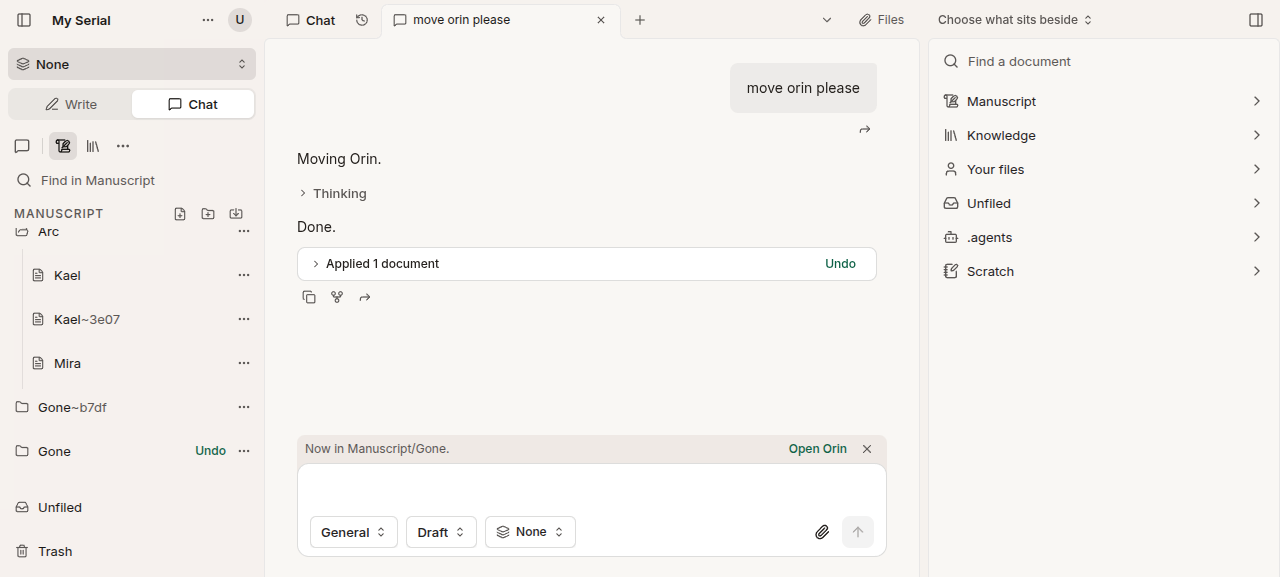 My Serial
U
None
Write
Chat
Find in Manuscript
MANUSCRIPT
Arc
Kael
Kael~3e07
Mira
Gone~b7df
Gone
Undo
Unfiled
Trash
Chat
move orin please
Files
move orin please
Moving Orin.
Thinking
Done.
Applied 1 document
Undo
Now in Manuscript/Gone.
Open Orin
General
Draft
None
Choose what sits beside
Find a document
Manuscript
Knowledge
Your files
Unfiled
.agents
Scratch